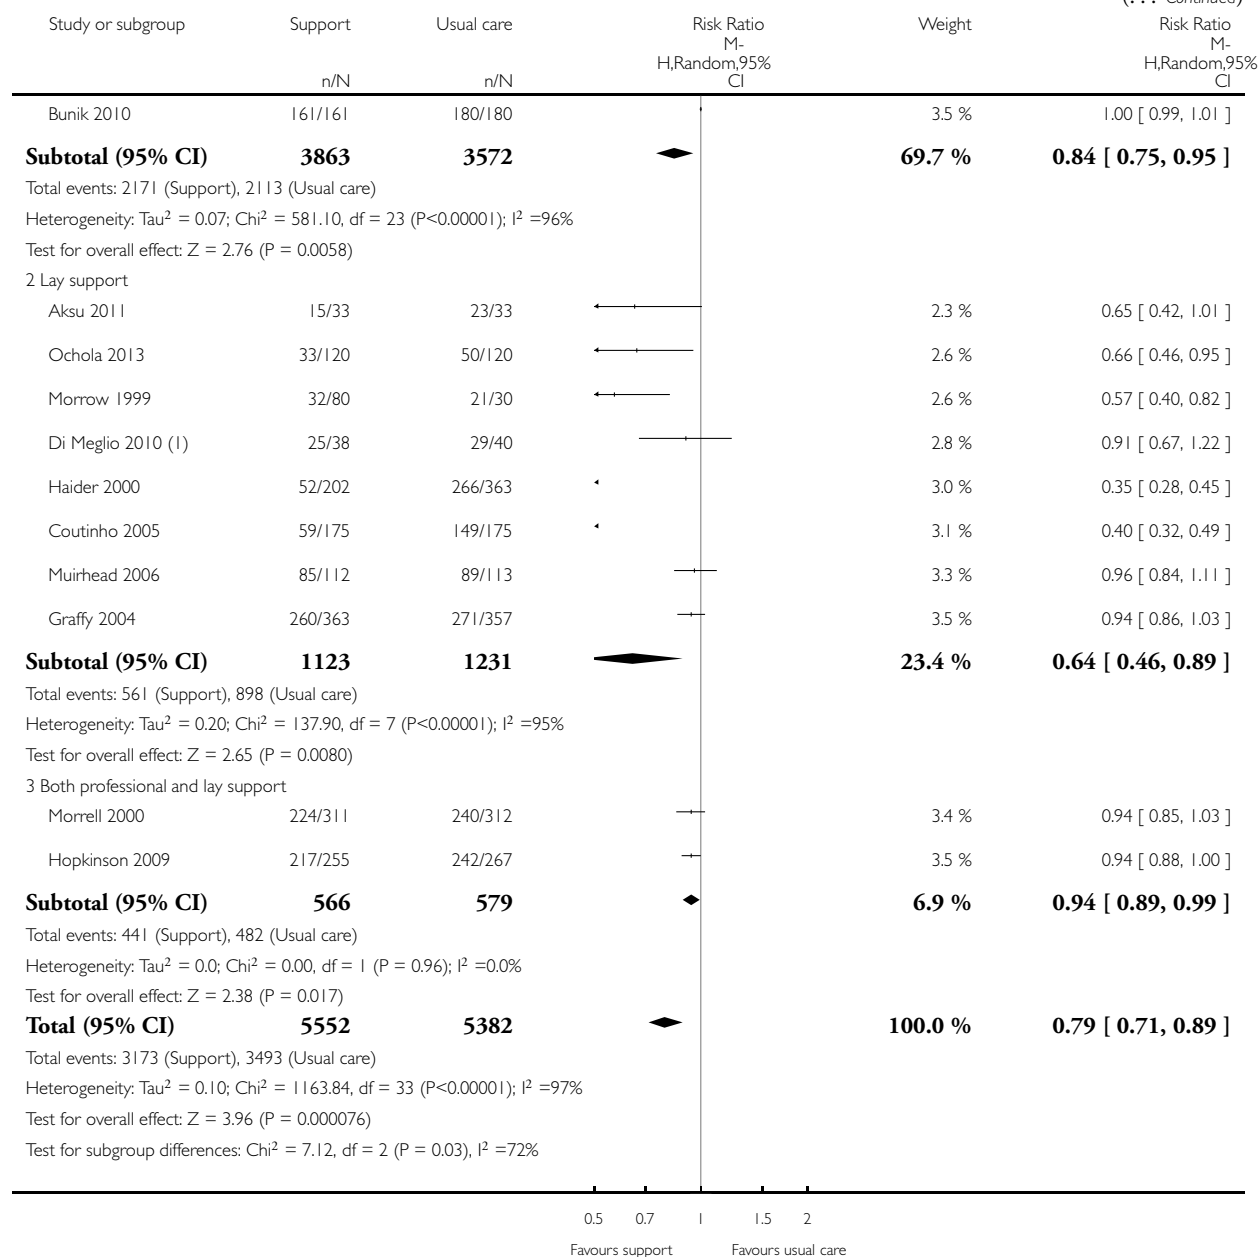 (. . . Continued)
Study or subgroup Support Usual care Risk Ratio Weight Risk Ratio
M- M-
H,Random,95% H,Random,95%
n/N n/N CI CI
Bunik 2010 161/161 180/180 3.5 % 1.00 [ 0.99, 1.01 ]
Subtotal (95% CI) 3863 3572 69.7 % 0.84 [ 0.75, 0.95 ]
Total events: 2171 (Support), 2113 (Usual care)
Heterogeneity: Tau² = 0.07; Chi² = 581.10, df = 23 (P<0.00001); I² =96%
Test for overall effect: Z = 2.76 (P = 0.0058)
2 Lay support
Aksu 2011 15/33 23/33 2.3 % 0.65 [ 0.42, 1.01 ]
Ochola 2013 33/120 50/120 2.6 % 0.66 [ 0.46, 0.95 ]
Morrow 1999 32/80 21/30 2.6 % 0.57 [ 0.40, 0.82 ]
Di Meglio 2010 (1) 25/38 29/40 2.8 % 0.91 [ 0.67, 1.22 ]
Haider 2000 52/202 266/363 3.0 % 0.35 [ 0.28, 0.45 ]
Coutinho 2005 59/175 149/175 3.1 % 0.40 [ 0.32, 0.49 ]
Muirhead 2006 85/112 89/113 3.3 % 0.96 [ 0.84, 1.11 ]
Graffy 2004 260/363 271/357 3.5 % 0.94 [ 0.86, 1.03 ]
Subtotal (95% CI) 1123 1231 23.4 % 0.64 [ 0.46, 0.89 ]
Total events: 561 (Support), 898 (Usual care)
Heterogeneity: Tau² = 0.20; Chi² = 137.90, df = 7 (P<0.00001); I² =95%
Test for overall effect: Z = 2.65 (P = 0.0080)
3 Both professional and lay support
Morrell 2000 224/311 240/312 3.4 % 0.94 [ 0.85, 1.03 ]
Hopkinson 2009 217/255 242/267 3.5 % 0.94 [ 0.88, 1.00 ]
Subtotal (95% CI) 566 579 6.9 % 0.94 [ 0.89, 0.99 ]
Total events: 441 (Support), 482 (Usual care)
Heterogeneity: Tau² = 0.0; Chi² = 0.00, df = 1 (P = 0.96); I² =0.0%
Test for overall effect: Z = 2.38 (P = 0.017)
Total (95% CI) 5552 5382 100.0 % 0.79 [ 0.71, 0.89 ]
Total events: 3173 (Support), 3493 (Usual care)
Heterogeneity: Tau² = 0.10; Chi² = 1163.84, df = 33 (P<0.00001); I² =97%
Test for overall effect: Z = 3.96 (P = 0.000076)
Test for subgroup differences: Chi² = 7.12, df = 2 (P = 0.03), I² =72%
0.5 0.7 1 1.5 2
Favours support Favours usual care